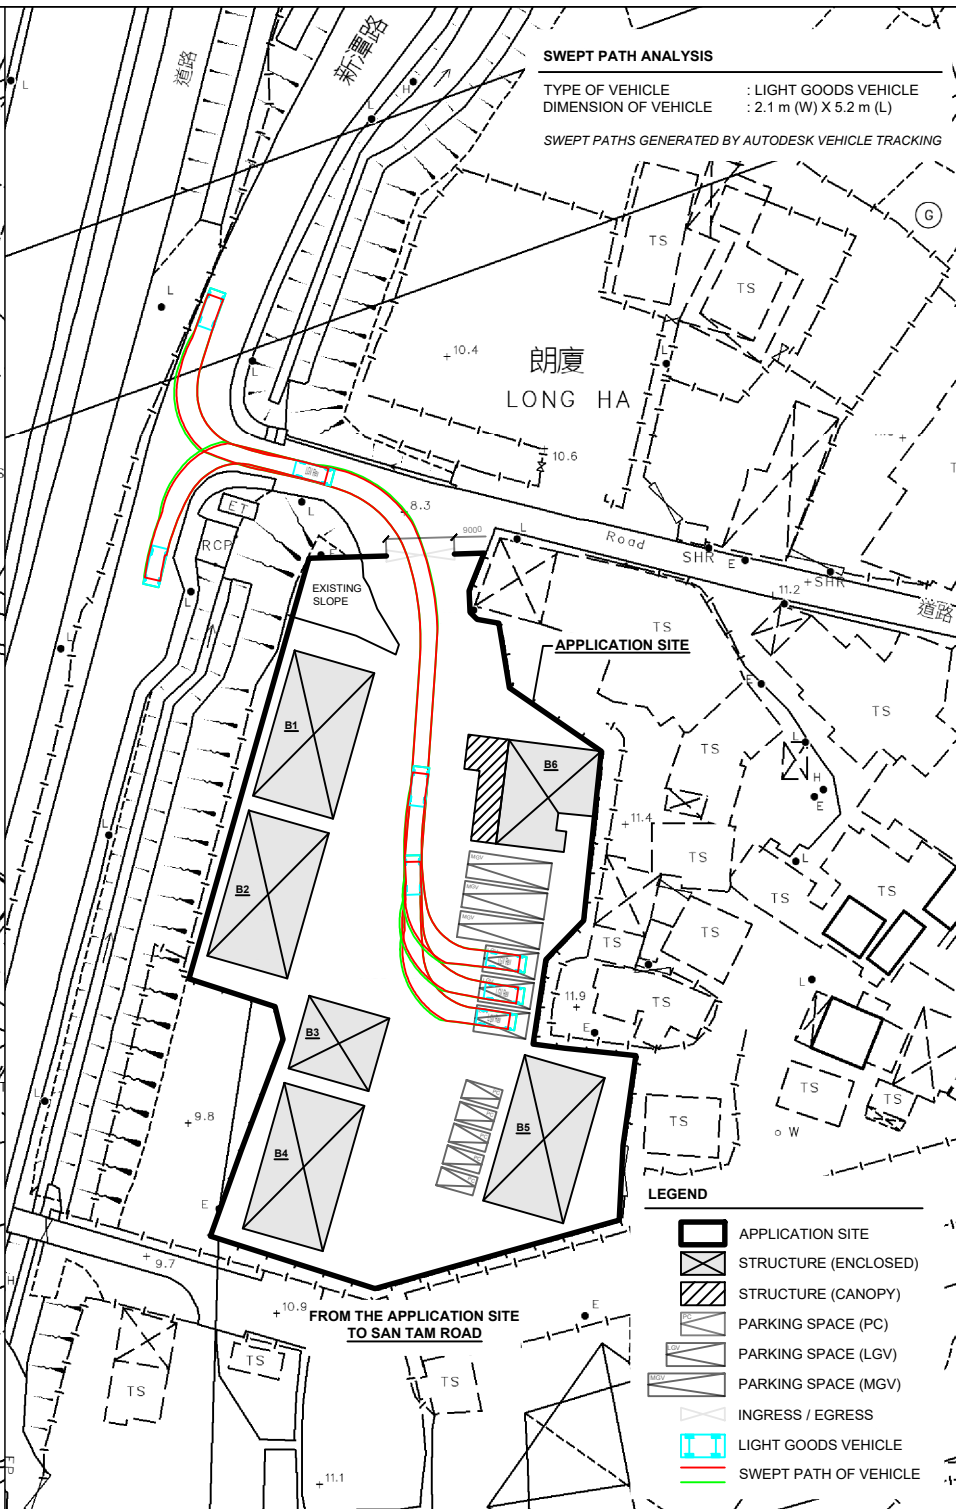 SWEPT PATH ANALYSIS
TYPE OF VEHICLE : LIGHT GOODS VEHICLE
DIMENSION OF VEHICLE : 2.1 m (W) X 5.2 m (L)
SWEPT PATHS GENERATED BY AUTODESK VEHICLE TRACKING
道路
新潭路
L
H
L
G
TS
TS
L
10.4
朗廈
LONG HA
L
L
10.6
8.3
9000
ET
L
RCP
E
L
Road
SHR
E
SHR
11.2
道路
EXISTING
SLOPE
L
TS
APPLICATION SITE
L
E
TS
B1
B6
TS
L
H
E
11.4
L
MGV
TS
L
B2
MGV
TS
TS
MGV
TS
TS
L
11.9
TS
E
B3
TS
TS
L
9.8
TS
W
B4
B5
E
9.7
H
10.9
E
FROM THE APPLICATION SITE
TO SAN TAM ROAD
TS
TS
TS
11.1
LEGEND
APPLICATION SITE
STRUCTURE (ENCLOSED)
STRUCTURE (CANOPY)
PC
PARKING SPACE (PC)
LGV
PARKING SPACE (LGV)
MGV
PARKING SPACE (MGV)
INGRESS / EGRESS
LIGHT GOODS VEHICLE
SWEPT PATH OF VEHICLE